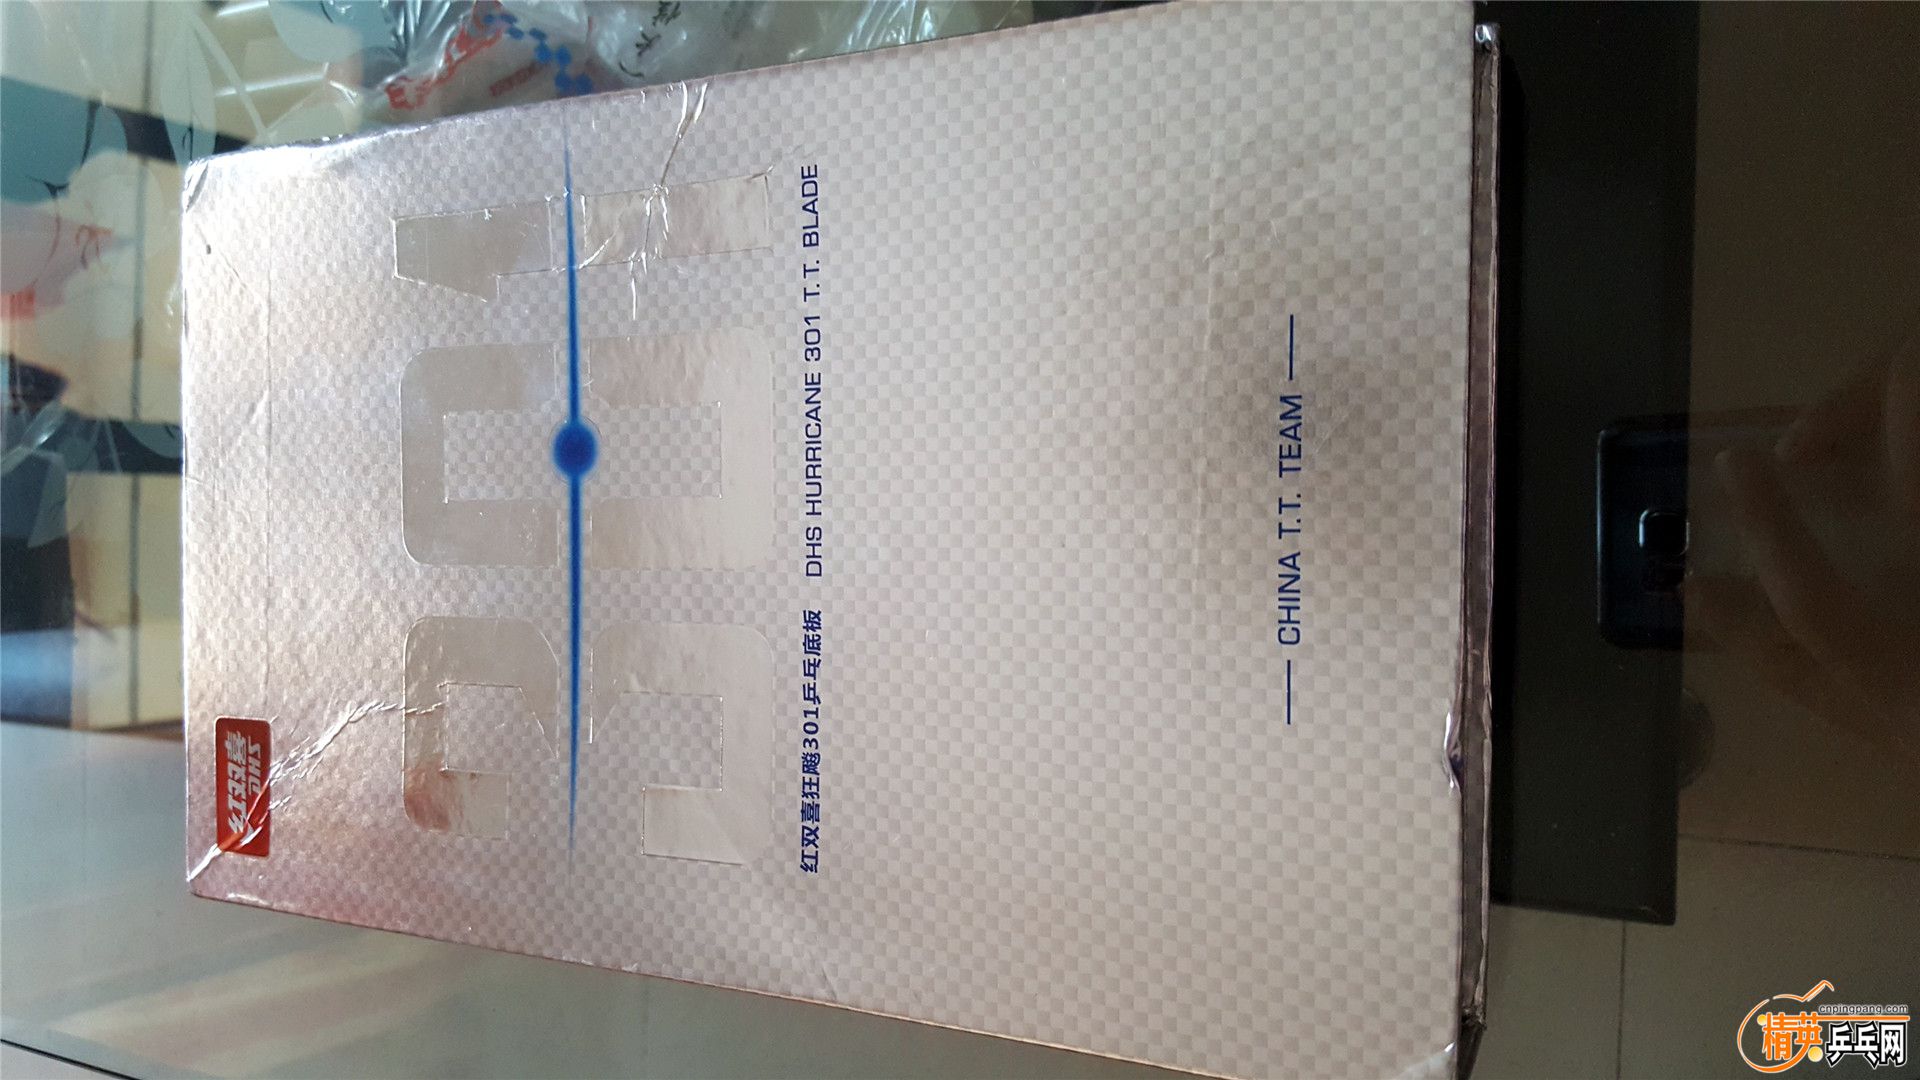 红双喜
DHS
301
红双喜狂飚301乒乓底板 DHS HURRICANE 301 T.T. BLADE
CHINA T.T. TEAM
cnpingpang.com
精英乒乓网